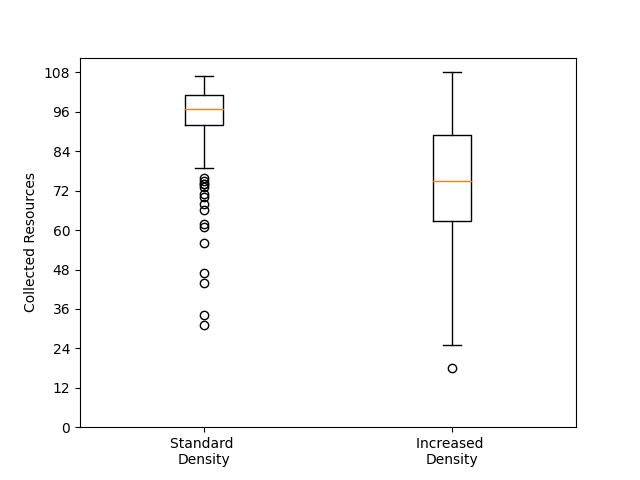 Collected Resources
108
96
84
72
60
48
36
24
12
0
Standard
Density
Increased
Density